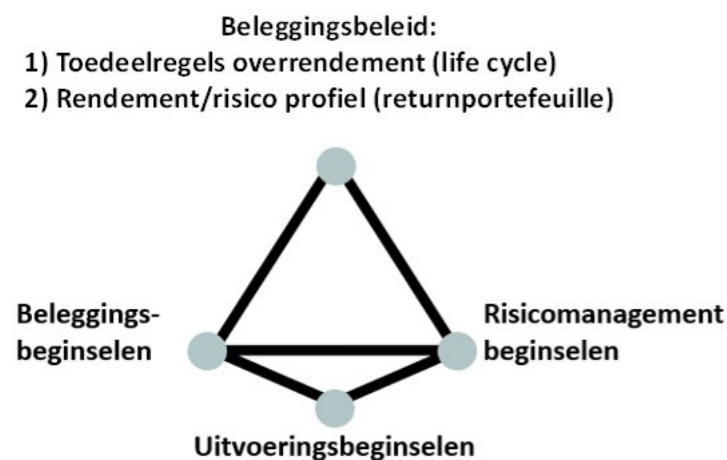 Beleggingsbeleid:
1) Toedeelregels overrendement (life cycle)
2) Rendement/risico profiel (returnportefeuille)
Beleggings-
beginselen
Risicomanagement
beginselen
Uitvoeringsbeginselen